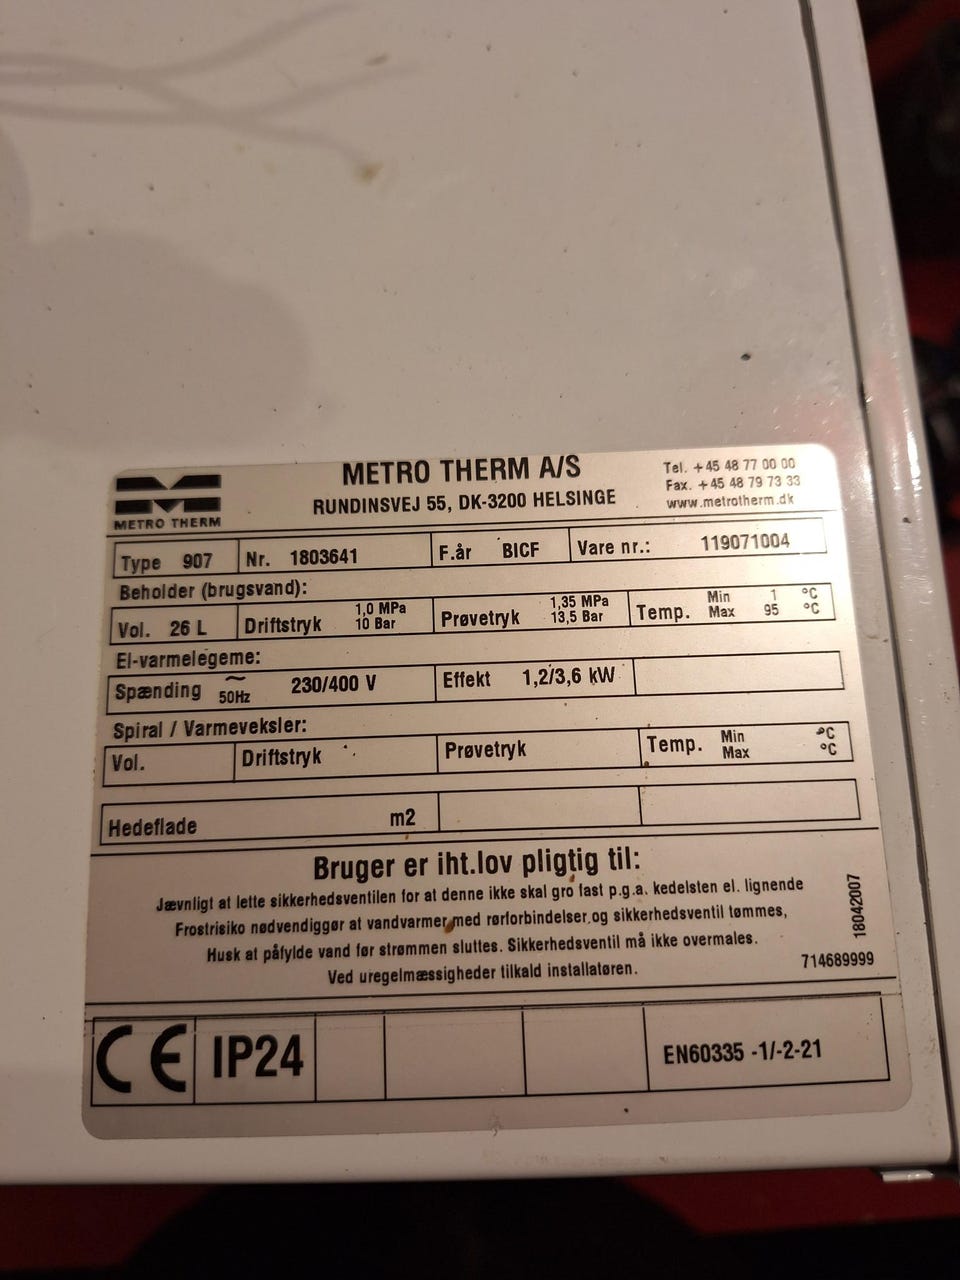 METRO THERM
METRO THERM A/S
RUNDINSVEJ 55, DK-3200 HELSINGE
Tel. +45 48 77 00 00
Fax. +45 48 79 73 33
www.metrotherm.dk
Type 907 Nr. 1803641 F.år BICF Vare nr.: 119071004
Beholder (brugsvand):
Vol. 26 L Driftstryk 1,0 MPa 10 Bar Prøvetryk 1,35 MPa 13,5 Bar Temp. Min 1 °C Max 95 °C
El-varmelegeme:
Spænding ~ 50Hz 230/400 V Effekt 1,2/3,6 kW
Spiral / Varmeveksler:
Vol. Driftstryk Prøvetryk Temp. Min °C Max °C
Hedeflade m2
Bruger er iht.lov pligtig til:
Jævnligt at lette sikkerhedsventilen for at denne ikke skal gro fast p.g.a. kedelsten el. lignende
Frostrisiko nødvendiggør at vandvarmer med rørforbindelser og sikkerhedsventil tømmes,
Husk at påfylde vand før strømmen sluttes. Sikkerhedsventil må ikke overmales.
Ved uregelmæssigheder tilkald installatøren.
18042007
714689999
CE IP24 EN60335 -1/-2-21